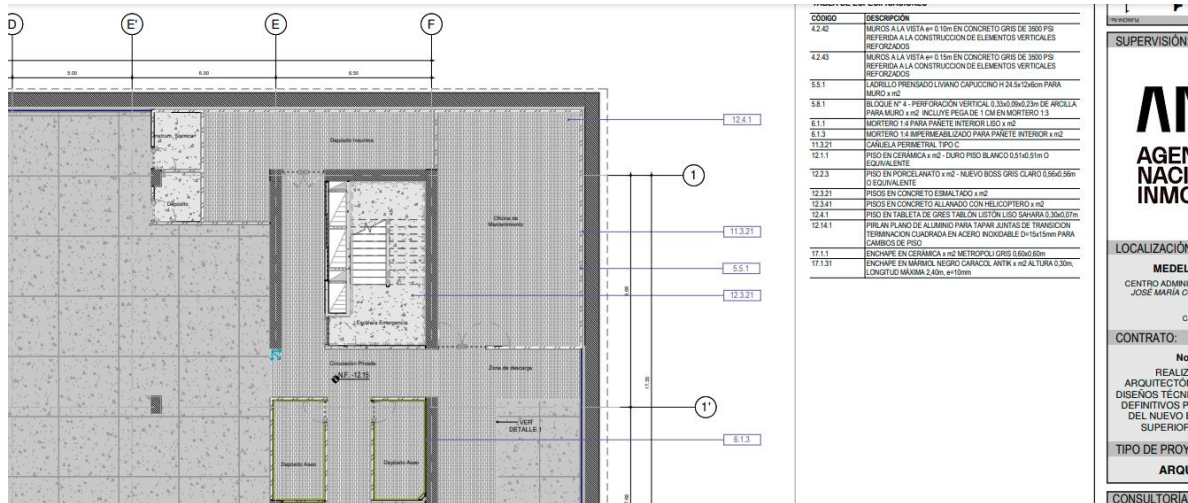 D
E'
E
F
5.00
6.00
6.50
Depósito
Depósito Insumos
Oficina de
Mantenimiento
Escalera Emergencia
Circulación Privada
N.F. -12.15
Zona de descarga
VER
DETALLE 1
Depósito Aseo
Depósito Aseo
12.4.1
1
11.3.21
5.5.1
12.3.21
17.35
1'
6.1.3
CÓDIGO DESCRIPCIÓN
4.2.42 MUROS A LA VISTA e= 0.10m EN CONCRETO GRIS DE 3500 PSI
REFERIDA A LA CONSTRUCCION DE ELEMENTOS VERTICALES
REFORZADOS
4.2.43 MUROS A LA VISTA e= 0.15m EN CONCRETO GRIS DE 3500 PSI
REFERIDA A LA CONSTRUCCION DE ELEMENTOS VERTICALES
REFORZADOS
5.5.1 LADRILLO PRENSADO LIVIANO CAPUCCINO H 24.5x12x6cm PARA
MURO x m2
5.8.1 BLOQUE N° 4 - PERFORACIÓN VERTICAL 0,33x0,09x0,23m DE ARCILLA
PARA MURO x m2 INCLUYE PEGA DE 1 CM EN MORTERO 1:3
6.1.1 MORTERO 1:4 PARA PAÑETE INTERIOR LISO x m2
6.1.3 MORTERO 1:4 IMPERMEABILIZADO PARA PAÑETE INTERIOR x m2
11.3.21 CAÑUELA PERIMETRAL TIPO C
12.1.1 PISO EN CERÁMICA x m2 - DURO PISO BLANCO 0,51x0,51m O
EQUIVALENTE
12.2.3 PISO EN PORCELANATO x m2 - NUEVO BOSS GRIS CLARO 0,56x0,56m
O EQUIVALENTE
12.3.21 PISOS EN CONCRETO ESMALTADO x m2
12.3.41 PISOS EN CONCRETO ALLANADO CON HELICOPTERO x m2
12.4.1 PISO EN TABLETA DE GRES TABLÓN LISTÓN LISO SAHARA 0,30x0,07m
12.14.1 PIRLAN PLANO DE ALUMINIO PARA TAPAR JUNTAS DE TRANSICION
TERMINACION CUADRADA EN ACERO INOXIDABLE D=15x15mm PARA
CAMBIOS DE PISO
17.1.1 ENCHAPE EN CERÁMICA x m2 METROPOLI GRIS 0,60x0,60m
17.1.31 ENCHAPE EN MÁRMOL NEGRO CARACOL ANTIK x m2 ALTURA 0,30m,
LONGITUD MÁXIMA 2,40m, e=10mm
SUPERVISIÓN
AN
AGEN
NACI
INMO
LOCALIZACIÓN
MEDEL
CENTRO ADMINI
JOSÉ MARÍA C
C
CONTRATO:
No
REALIZ
ARQUITECTÓ
DISEÑOS TÉCNI
DEFINITIVOS P
DEL NUEVO E
SUPERIOR
TIPO DE PROY
ARQU
CONSULTORIA